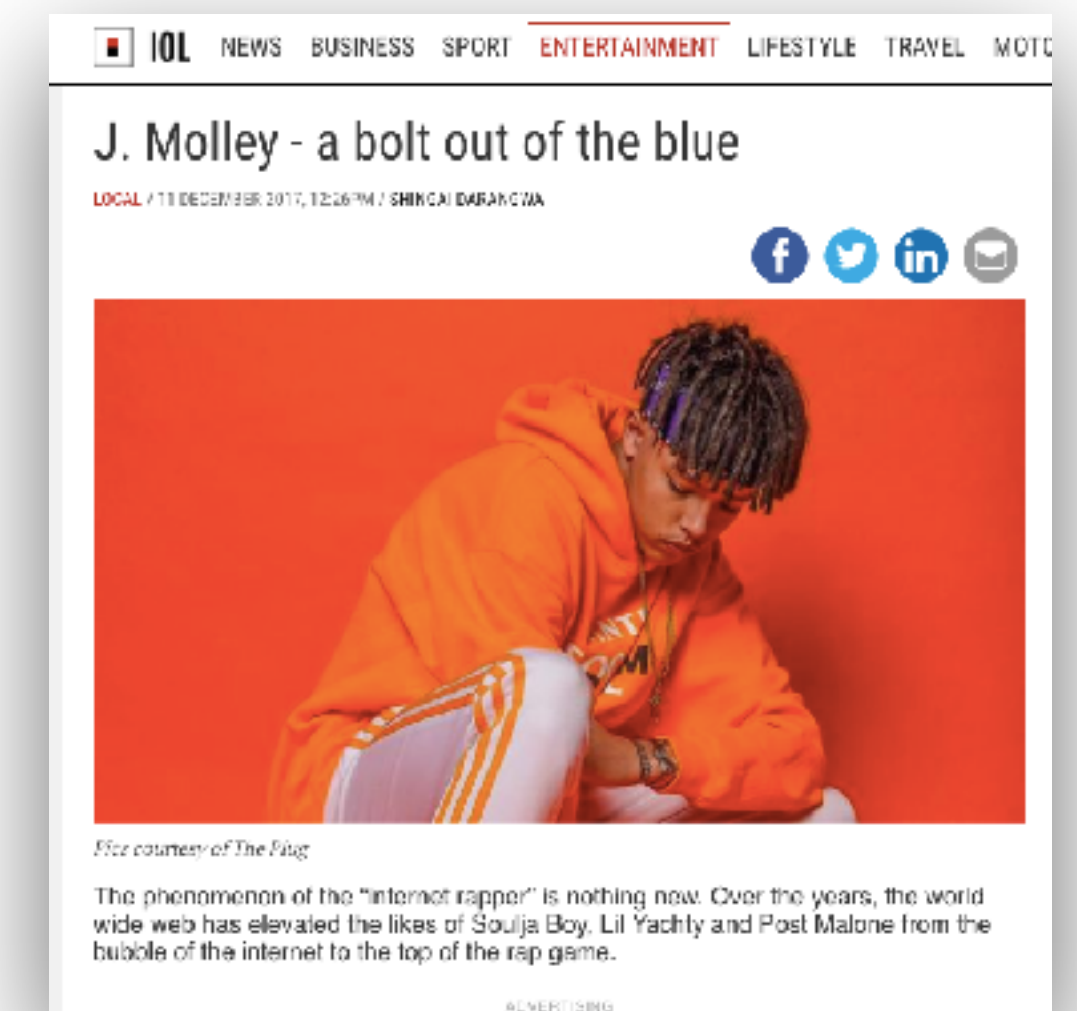 IOL NEWS BUSINESS SPORT ENTERTAINMENT LIFESTYLE TRAVEL MOTO
J. Molley - a bolt out of the blue
LOCAL / 11 DECEMBER 2017, 12:26PM / SHINGAI DARANGWA
f in
ANTI
Pics courtesy of The Plug
The phenomenon of the “internet rapper” is nothing new. Over the years, the world
wide web has elevated the likes of Soulja Boy, Lil Yachty and Post Malone from the
bubble of the internet to the top of the rap game.
ADVERTISING